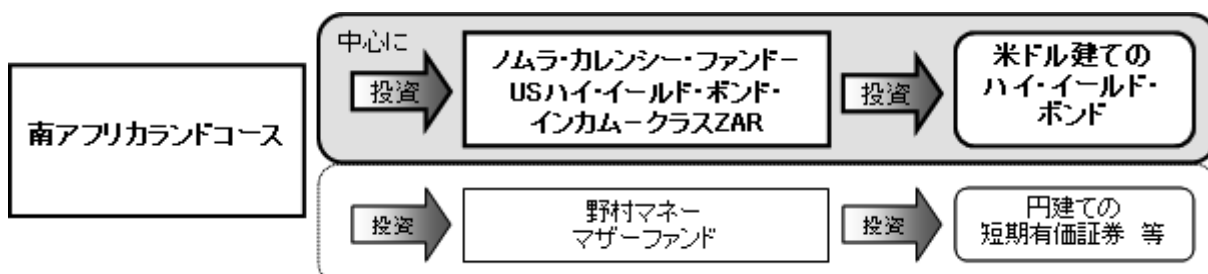 南アフリカランドコース
中心に
投資
ノムラ・カレンシー・ファンド－
USハイ・イールド・ボンド・
インカム－クラスZAR
投資
米ドル建ての
ハイ・イールド・
ボンド
投資
野村マネー
マザーファンド
投資
円建ての
短期有価証券 等